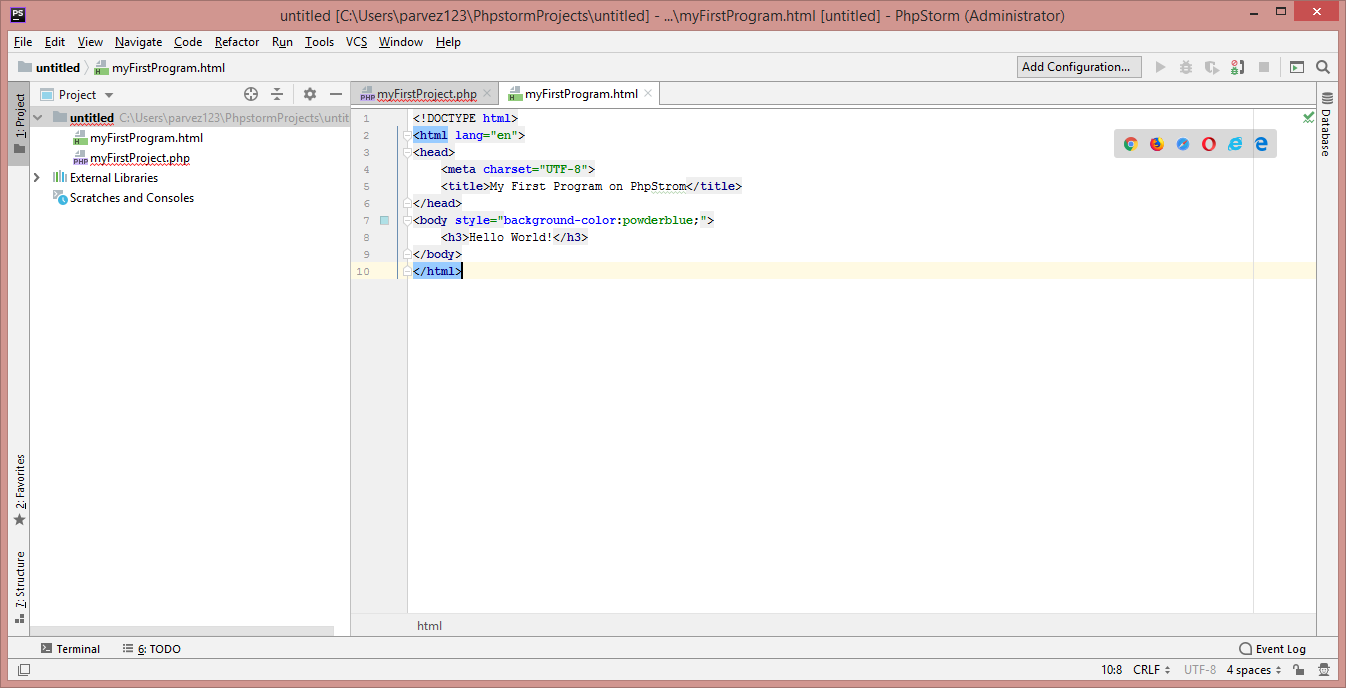 PS untitled [C:\Users\parvez123\PhpstormProjects\untitled] - ...\myFirstProgram.html [untitled] - PhpStorm (Administrator)
File Edit View Navigate Code Refactor Run Tools VCS Window Help
untitled myFirstProgram.html Add Configuration...
1: Project
Project
untitled C:\Users\parvez123\PhpstormProjects\untit
H myFirstProgram.html
PHP myFirstProject.php
External Libraries
Scratches and Consoles
2: Favorites
7: Structure
PHP myFirstProject.php H myFirstProgram.html
1 <!DOCTYPE html>
2 <html lang="en">
3 <head>
4 <meta charset="UTF-8">
5 <title>My First Program on PhpStrom</title>
6 </head>
7 <body style="background-color:powderblue;">
8 <h3>Hello World!</h3>
9 </body>
10 </html>
html
Database
Terminal 6: TODO Event Log
10:8 CRLF UTF-8 4 spaces